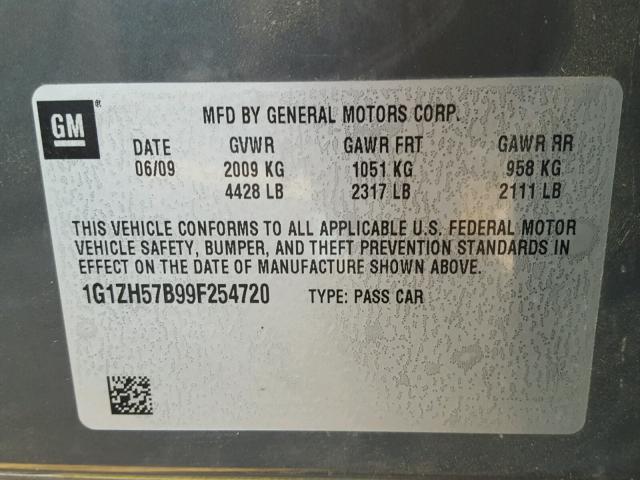 GM®
MFD BY GENERAL MOTORS CORP.
DATE GVWR GAWR FRT GAWR RR
06/09 2009 KG 1051 KG 958 KG
4428 LB 2317 LB 2111 LB
THIS VEHICLE CONFORMS TO ALL APPLICABLE U.S. FEDERAL MOTOR
VEHICLE SAFETY, BUMPER, AND THEFT PREVENTION STANDARDS IN
EFFECT ON THE DATE OF MANUFACTURE SHOWN ABOVE.
1G1ZH57B99F254720 TYPE: PASS CAR